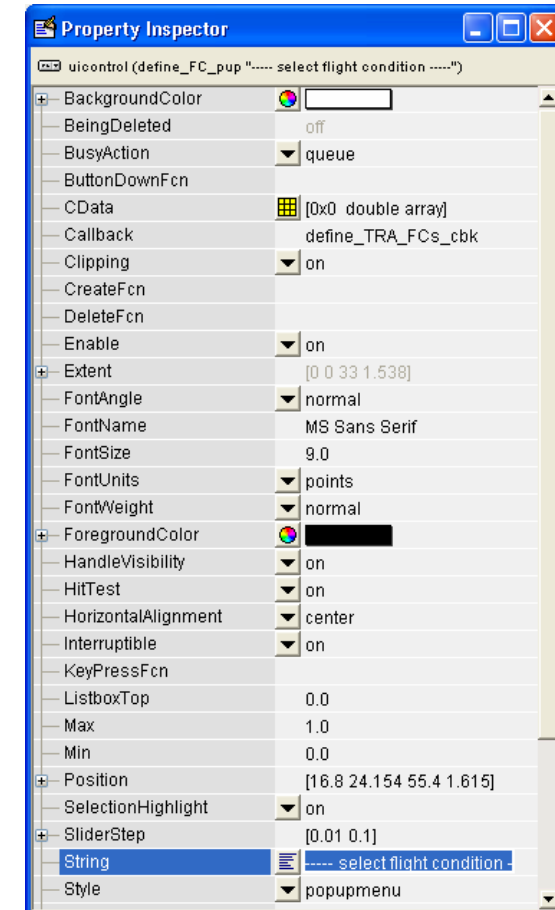 Property Inspector
uicontrol (define_FC_pup "----- select flight condition -----")
BackgroundColor
BeingDeleted off
BusyAction queue
ButtonDownFcn
CData [0x0 double array]
Callback define_TRA_FCs_cbk
Clipping on
CreateFcn
DeleteFcn
Enable on
Extent [0 0 33 1.538]
FontAngle normal
FontName MS Sans Serif
FontSize 9.0
FontUnits points
FontWeight normal
ForegroundColor
HandleVisibility on
HitTest on
HorizontalAlignment center
Interruptible on
KeyPressFcn
ListboxTop 0.0
Max 1.0
Min 0.0
Position [16.8 24.154 55.4 1.615]
SelectionHighlight on
SliderStep [0.01 0.1]
String ----- select flight condition -
Style popupmenu